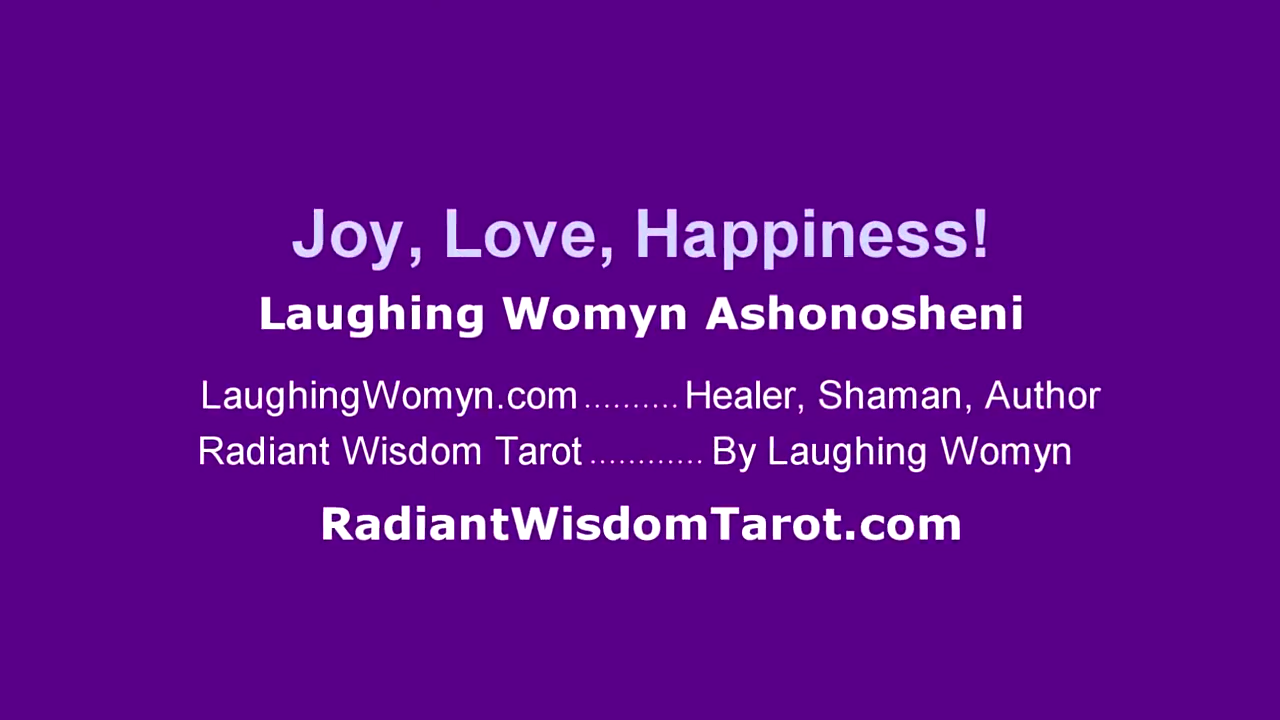 Joy, Love, Happiness!
Laughing Womyn Ashonosheni
LaughingWomyn.com .......... Healer, Shaman, Author
Radiant Wisdom Tarot ............ By Laughing Womyn
RadiantWisdomTarot.com